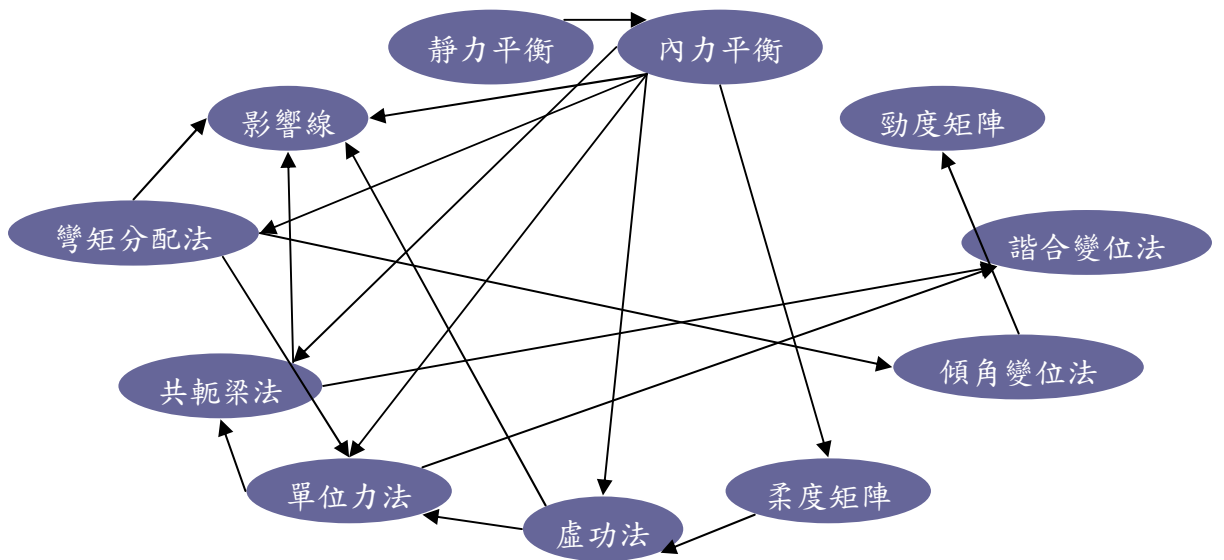 靜力平衡
內力平衡
影響線
勁度矩陣
彎矩分配法
諧合變位法
共軛梁法
傾角變位法
單位力法
柔度矩陣
虛功法